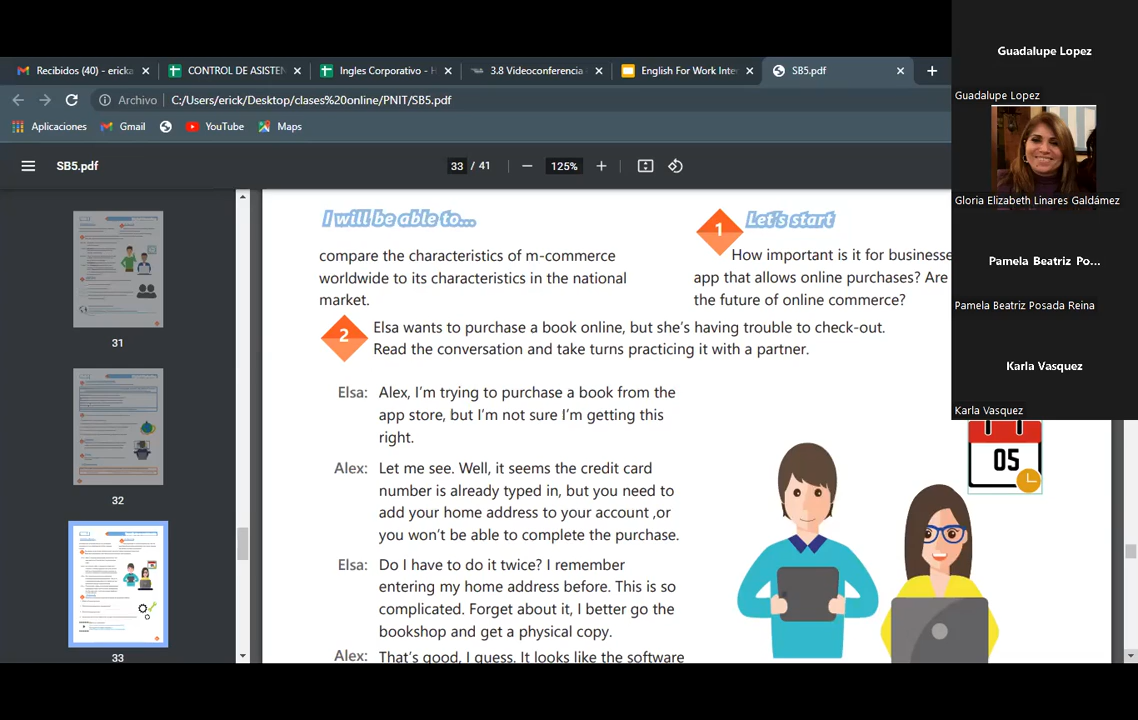 Recibidos (40) - ericka
CONTROL DE ASISTEN
Ingles Corporativo - H
3.8 Videoconferencia
English For Work Inte
SB5.pdf
Archivo
C:/Users/erick/Desktop/clases%20online/PNIT/SB5.pdf
Aplicaciones
Gmail
YouTube
Maps
SB5.pdf
33 / 41
125%
31
32
33
I will be able to...
compare the characteristics of m-commerce
worldwide to its characteristics in the national
market.
1
Let's start
How important is it for businesse
app that allows online purchases? Are
the future of online commerce?
2
Elsa wants to purchase a book online, but she's having trouble to check-out.
Read the conversation and take turns practicing it with a partner.
Elsa: Alex, I'm trying to purchase a book from the
app store, but I'm not sure I'm getting this
right.
Alex: Let me see. Well, it seems the credit card
number is already typed in, but you need to
add your home address to your account ,or
you won't be able to complete the purchase.
Elsa: Do I have to do it twice? I remember
entering my home address before. This is so
complicated. Forget about it, I better go the
bookshop and get a physical copy.
Alex: That's good, I guess. It looks like the software
05
Guadalupe Lopez
Guadalupe Lopez
Gloria Elizabeth Linares Galdámez
Pamela Beatriz Po...
Pamela Beatriz Posada Reina
Karla Vasquez
Karla Vasquez